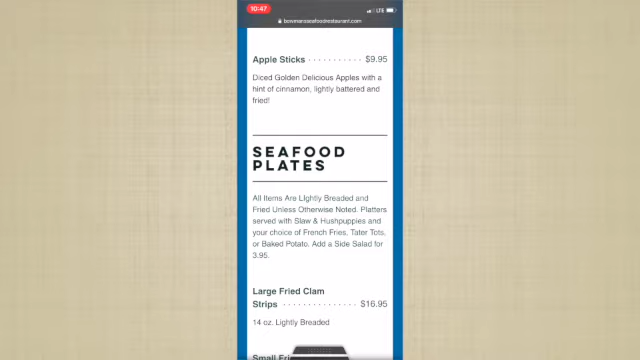 10:47
LTE
bowmansseafoodrestaurant.com
Apple Sticks $9.95
Diced Golden Delicious Apples with a
hint of cinnamon, lightly battered and
fried!
SEAFOOD
PLATES
All Items Are LIghtly Breaded and
Fried Unless Otherwise Noted. Platters
served with Slaw & Hushpuppies and
your choice of French Fries, Tater Tots,
or Baked Potato. Add a Side Salad for
3.95.
Large Fried Clam
Strips $16.95
14 oz. Lightly Breaded
Small